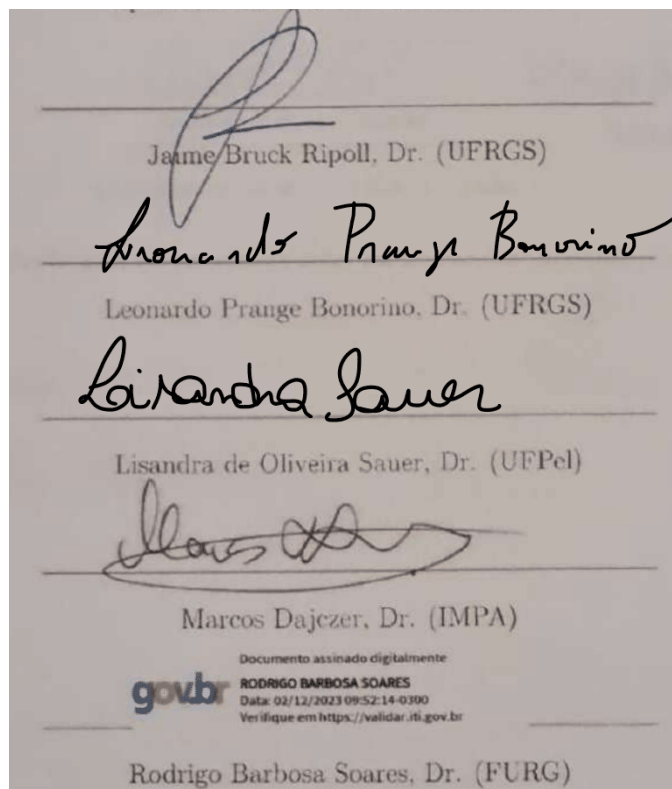 Jaime Bruck Ripoll, Dr. (UFRGS)
Leonardo Prange Bonorino
Leonardo Prange Bonorino, Dr. (UFRGS)
Lisandra Sauer
Lisandra de Oliveira Sauer, Dr. (UFPel)
Marcos Dajczer, Dr. (IMPA)
Documento assinado digitalmente
gov.br
RODRIGO BARBOSA SOARES
Data: 02/12/2023 09:52:14-0300
Verifique em https://validar.iti.gov.br
Rodrigo Barbosa Soares, Dr. (FURG)